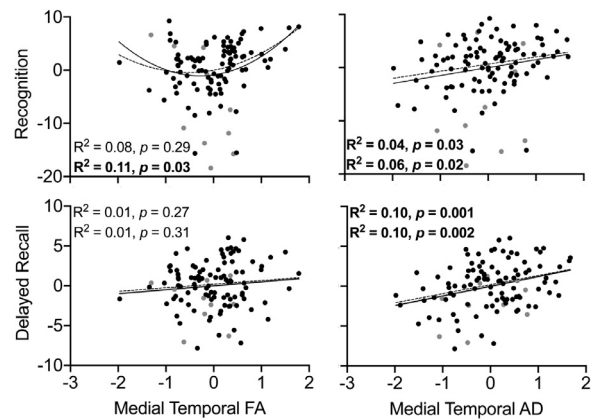 10
0
-10
-20
Recognition
R² = 0.08, p = 0.29
R² = 0.11, p = 0.03
R² = 0.04, p = 0.03
R² = 0.06, p = 0.02
10
5
0
-5
-10
Delayed Recall
R² = 0.01, p = 0.27
R² = 0.01, p = 0.31
R² = 0.10, p = 0.001
R² = 0.10, p = 0.002
-3 -2 -1 0 1 2
-3 -2 -1 0 1 2
Medial Temporal FA
Medial Temporal AD